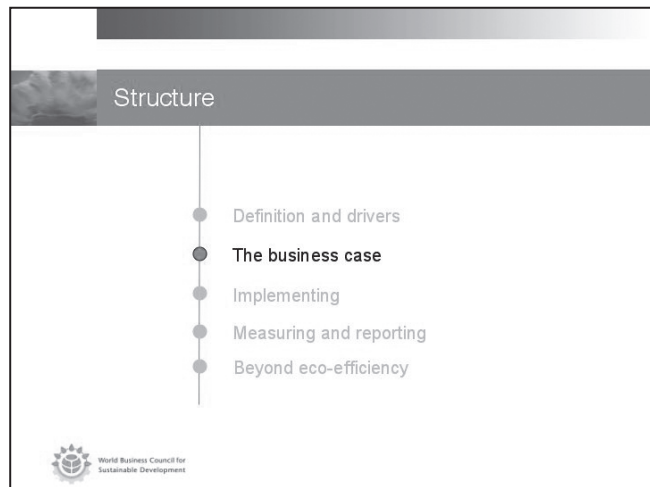 Structure
Definition and drivers
The business case
Implementing
Measuring and reporting
Beyond eco-efficiency
World Business Council for
Sustainable Development